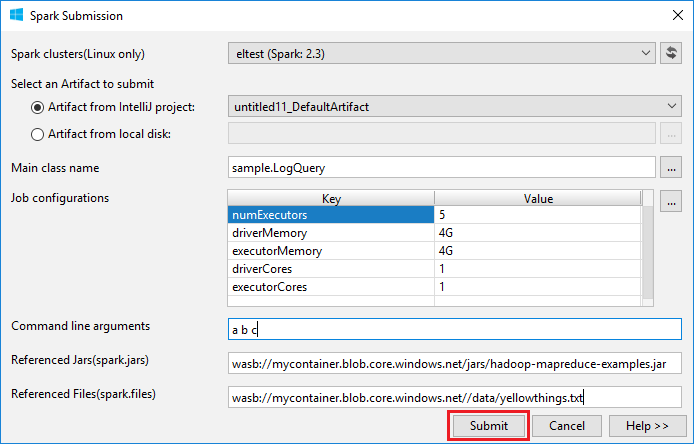 Spark Submission
Spark clusters(Linux only) eltest (Spark: 2.3)
Select an Artifact to submit
Artifact from IntelliJ project: untitled11_DefaultArtifact
Artifact from local disk: ...
Main class name sample.LogQuery ...
Job configurations Key Value ...
numExecutors 5
driverMemory 4G
executorMemory 4G
driverCores 1
executorCores 1
Command line arguments a b c
Referenced Jars(spark.jars) wasb://mycontainer.blob.core.windows.net/jars/hadoop-mapreduce-examples.jar
Referenced Files(spark.files) wasb://mycontainer.blob.core.windows.net//data/yellowthings.txt
Submit Cancel Help >>